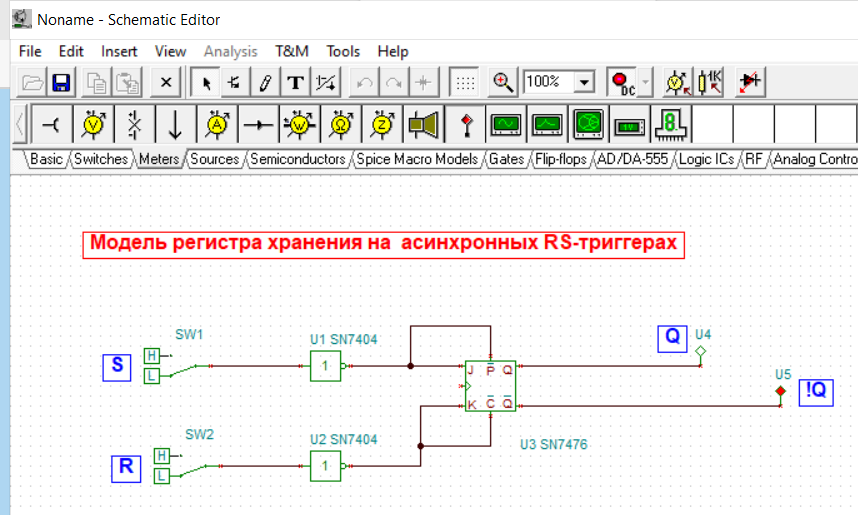 Noname - Schematic Editor
File Edit Insert View Analysis T&M Tools Help
T 100% DC V 1K
V A W Ω Z 1V 8
Basic Switches Meters Sources Semiconductors Spice Macro Models Gates Flip-flops AD/DA-555 Logic ICs RF Analog Contro
Модель регистра хранения на асинхронных RS-триггерах
SW1
H
L
S
U1 SN7404
1
J P Q
K C Q
U3 SN7476
Q U4
U5
!Q
SW2
H
L
R
U2 SN7404
1